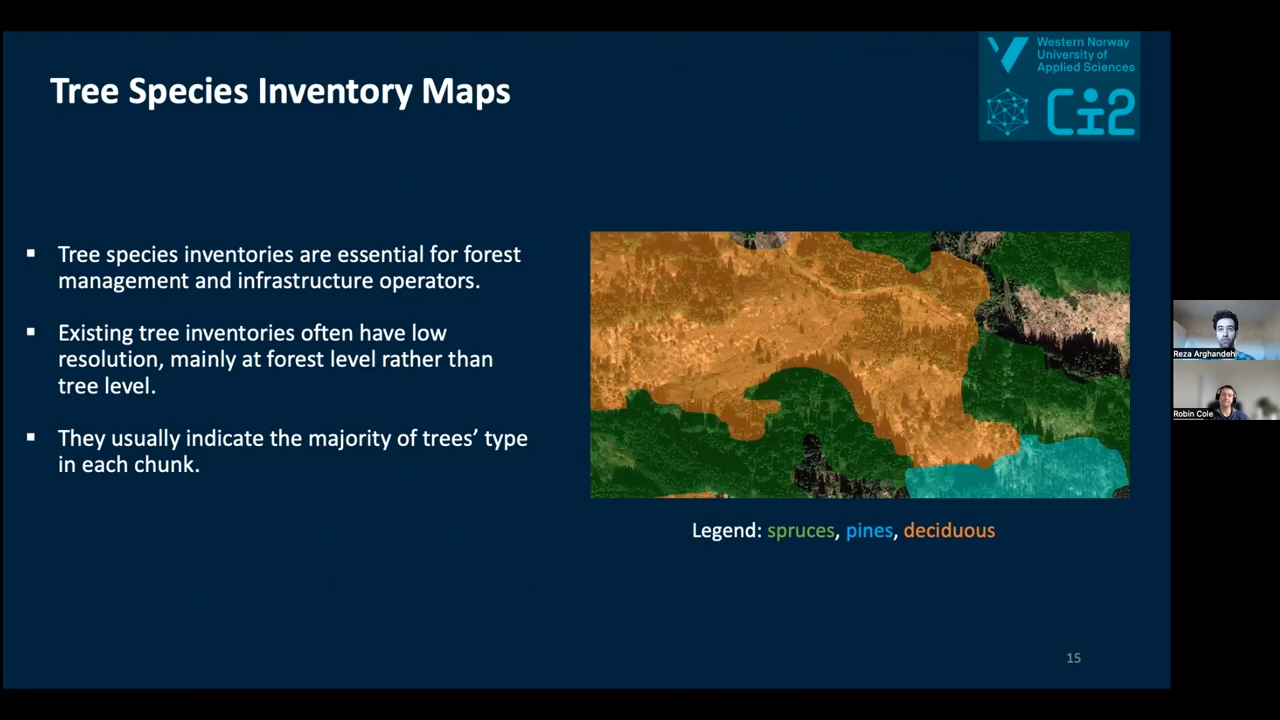 Western Norway
University of
Applied Sciences
Ci2
Tree Species Inventory Maps
▪ Tree species inventories are essential for forest
management and infrastructure operators.
▪ Existing tree inventories often have low
resolution, mainly at forest level rather than
tree level.
▪ They usually indicate the majority of trees’ type
in each chunk.
Legend: spruces, pines, deciduous
15
Reza Arghandeh
Robin Cole